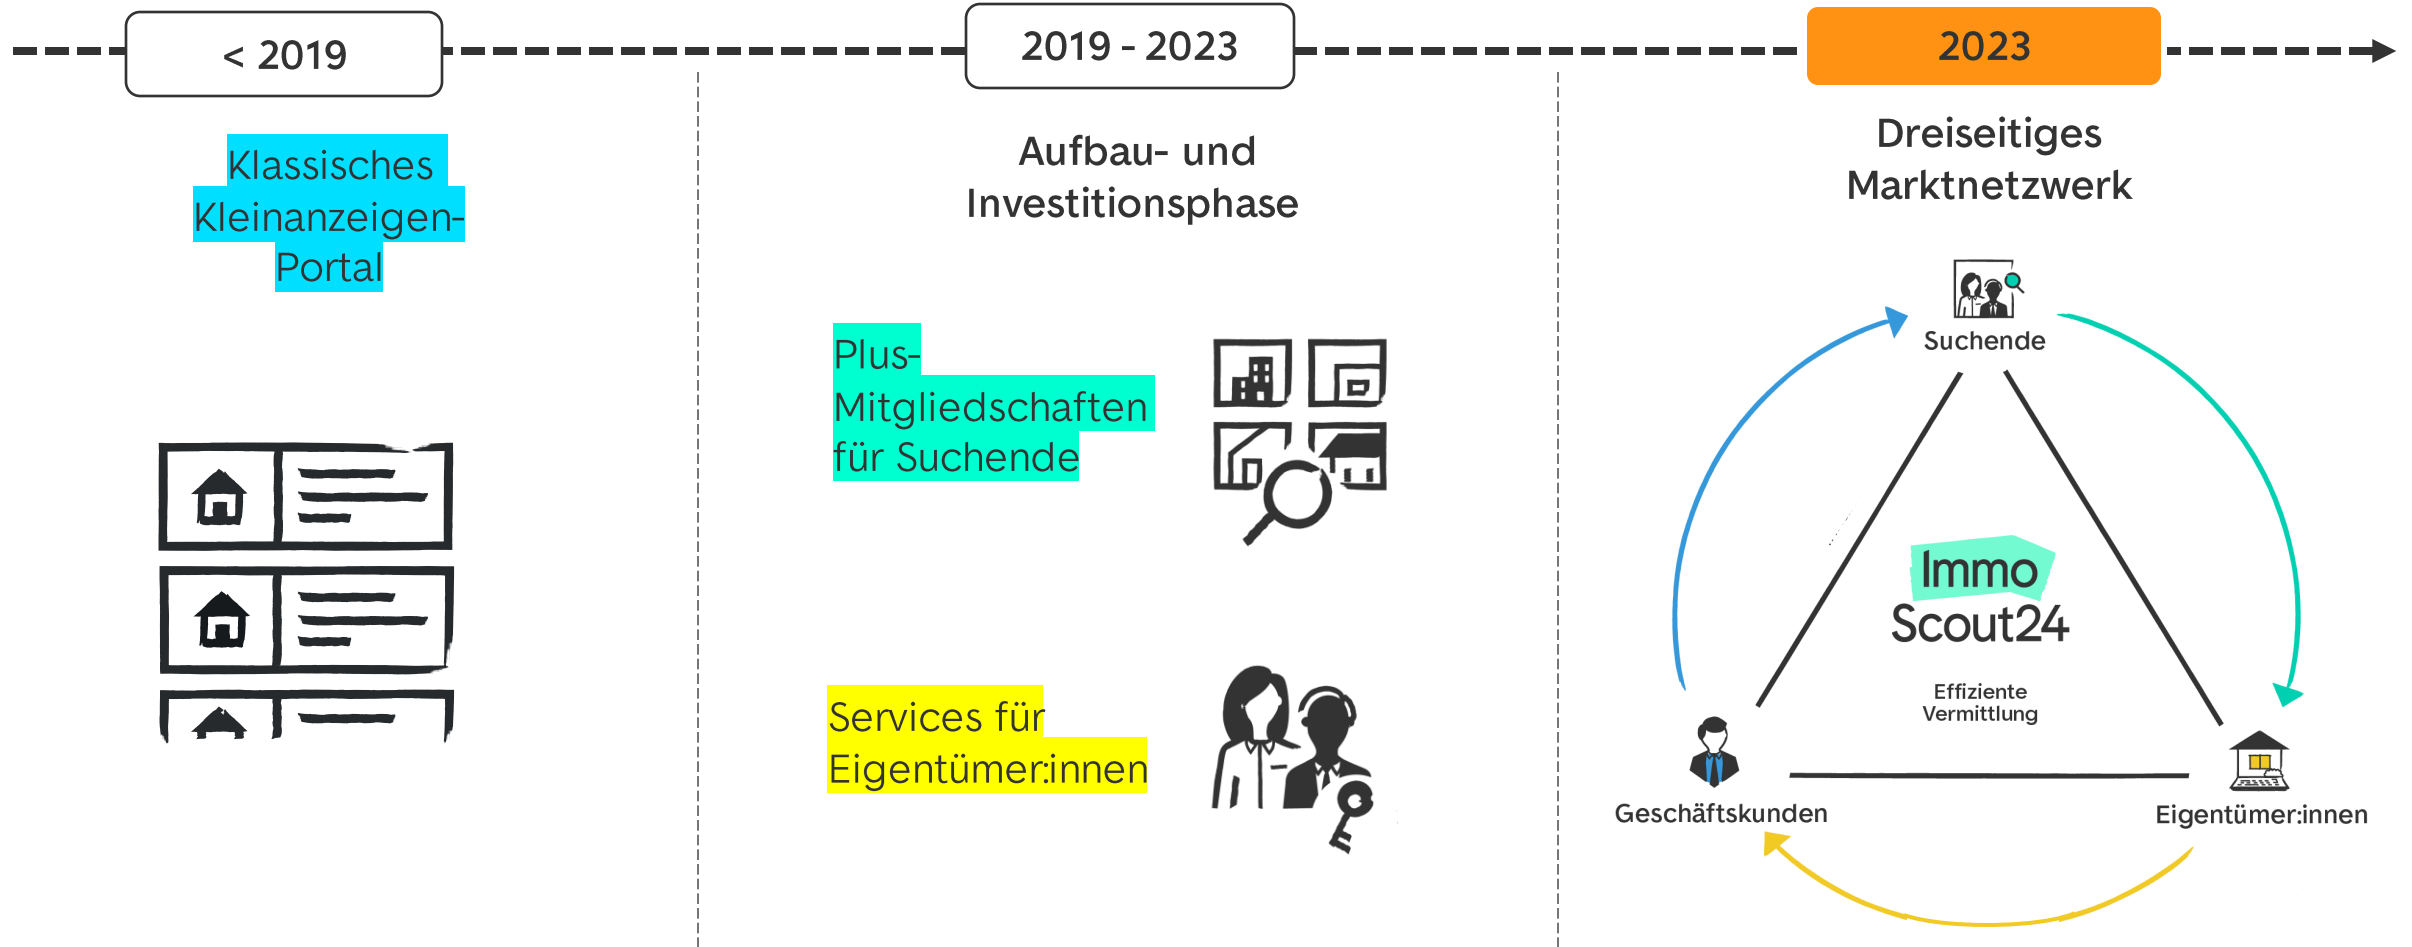 < 2019
Klassisches
Kleinanzeigen-
Portal
2019 - 2023
Aufbau- und
Investitionsphase
Plus-
Mitgliedschaften
für Suchende
Services für
Eigentümer:innen
2023
Dreiseitiges
Marktnetzwerk
Suchende
Immo
Scout24
Effiziente
Vermittlung
Geschäftskunden
Eigentümer:innen